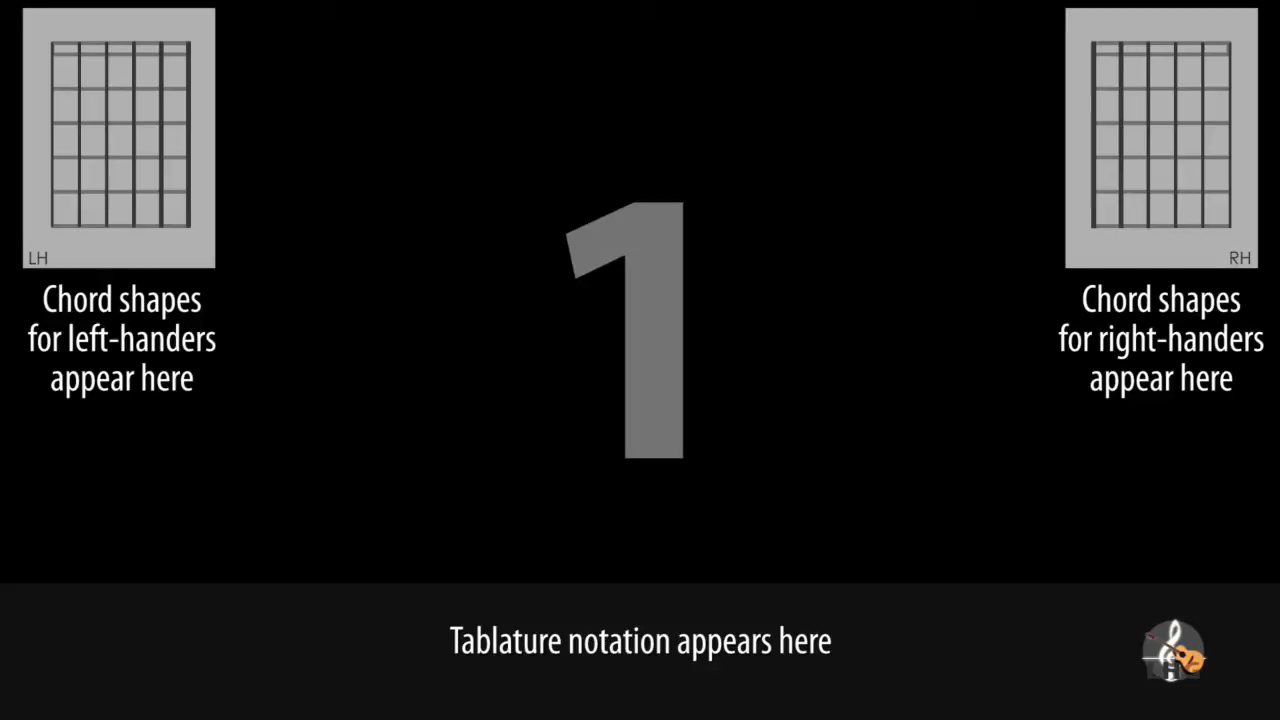 LH
Chord shapes
for left-handers
appear here
1
RH
Chord shapes
for right-handers
appear here
Tablature notation appears here
H